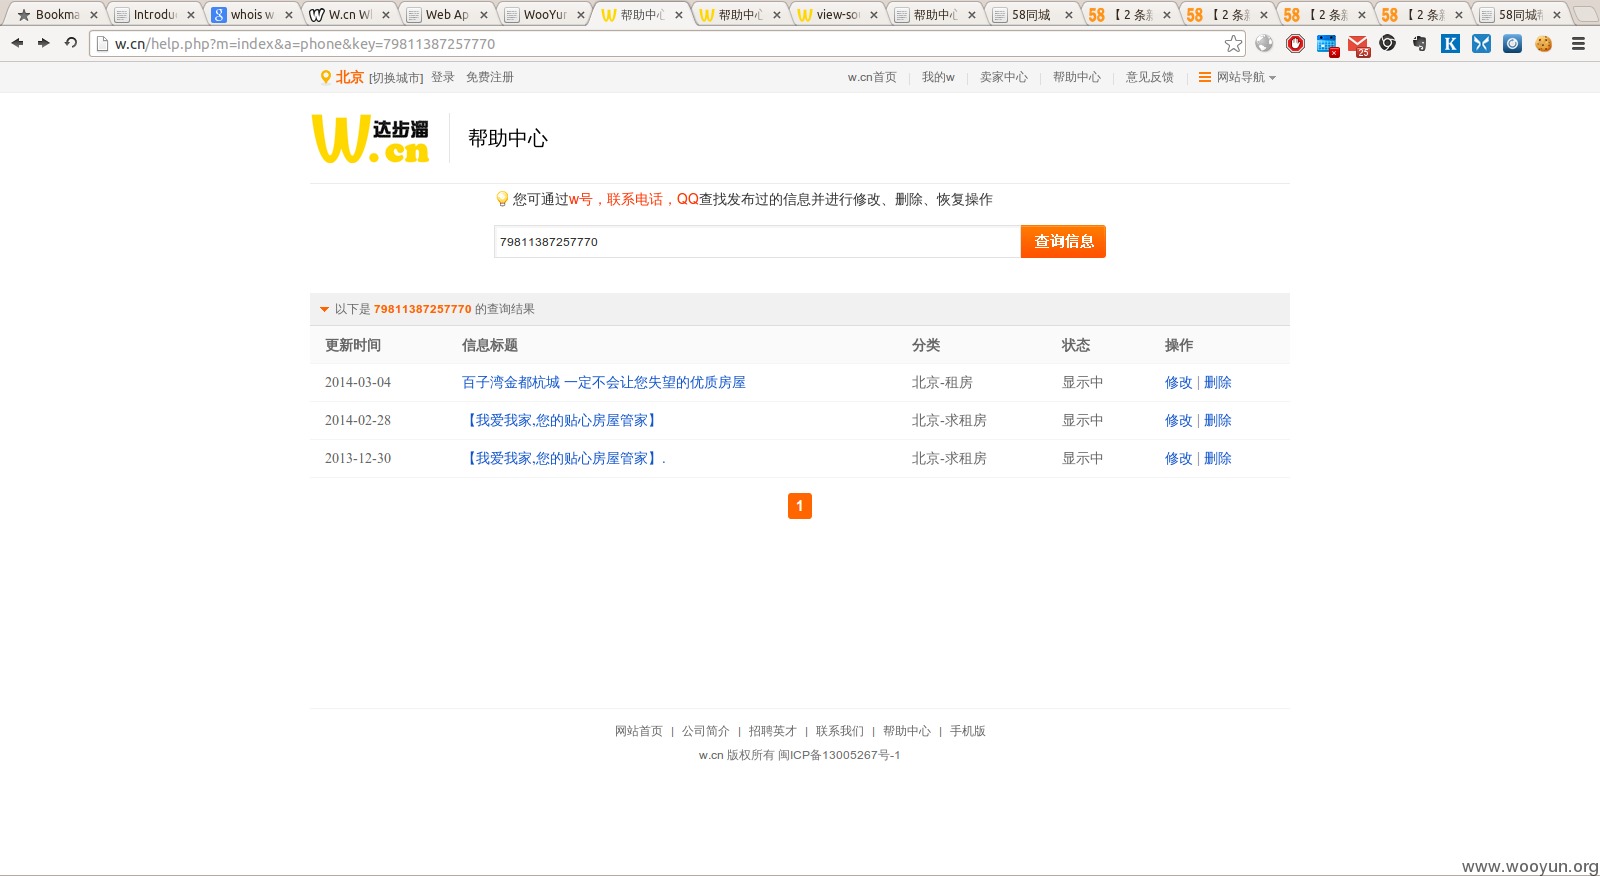 Bookma Introdu whois w W.cn Wh Web Ap WooYun 帮助中心 帮助中心 view-sou 帮助中心 58同城 【2 条新 【2 条新 【2 条新 【2 条新 58同城帮
w.cn/help.php?m=index&a=phone&key=79811387257770
25
北京 [切换城市] 登录 免费注册 w.cn首页 我的w 卖家中心 帮助中心 意见反馈 网站导航
W.cn 达步溜 帮助中心
您可通过w号，联系电话，QQ查找发布过的信息并进行修改、删除、恢复操作
79811387257770 查询信息
以下是 79811387257770 的查询结果
更新时间 信息标题 分类 状态 操作
2014-03-04 百子湾金都杭城 一定不会让您失望的优质房屋 北京-租房 显示中 修改 | 删除
2014-02-28 【我爱我家,您的贴心房屋管家】 北京-求租房 显示中 修改 | 删除
2013-12-30 【我爱我家,您的贴心房屋管家】. 北京-求租房 显示中 修改 | 删除
1
网站首页 | 公司简介 | 招聘英才 | 联系我们 | 帮助中心 | 手机版
w.cn 版权所有 闽ICP备13005267号-1
www.wooyun.org